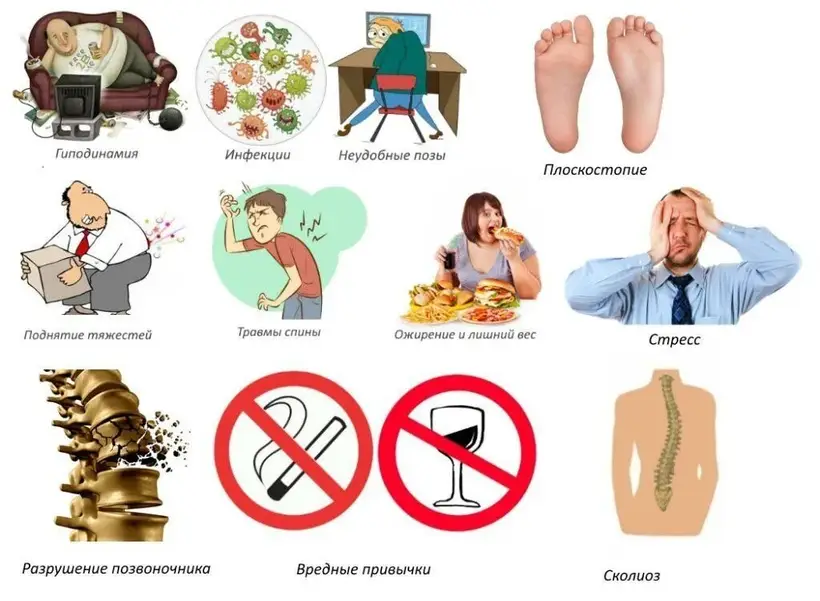 Гиподинамия
Инфекции
Неудобные позы
Плоскостопие
Поднятие тяжестей
Травмы спины
Ожирение и лишний вес
Стресс
Разрушение позвоночника
Вредные привычки
Сколиоз